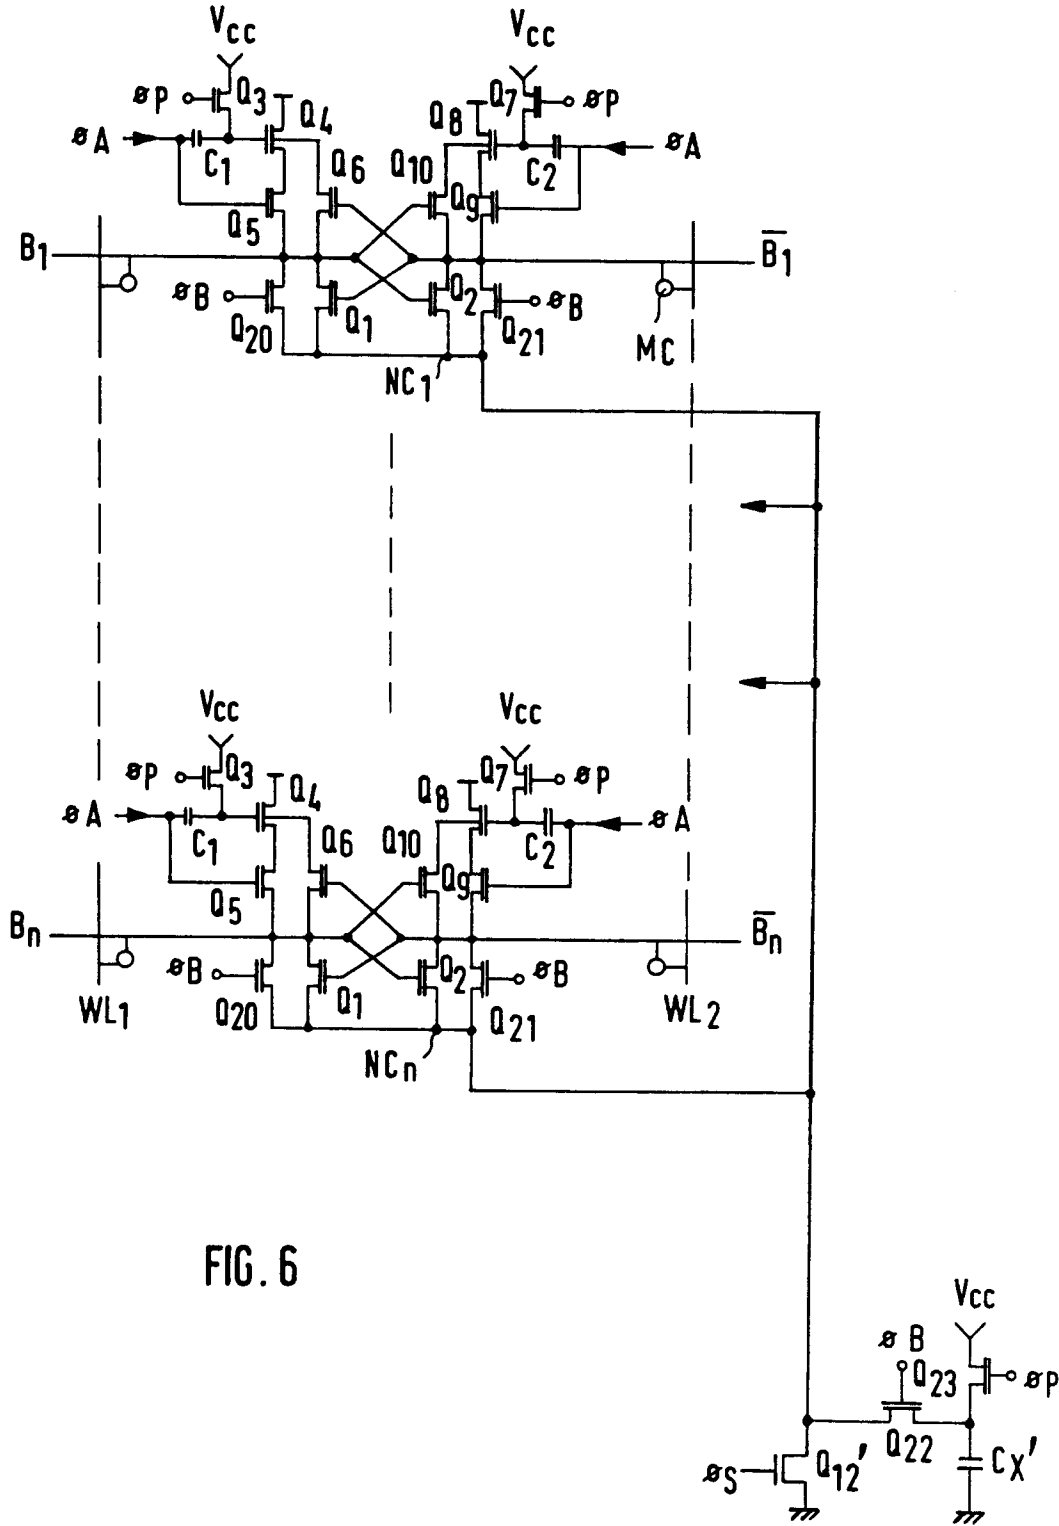 Vcc Vcc
øP Q3 Q4 Q8 Q7 øP
øA C1 Q6 Q10 C2 øA
Q5 Q9
B1 B̅1
øB Q20 Q1 Q2 Q21 øB
NC1 MC
Vcc Vcc
øP Q3 Q4 Q8 Q7 øP
øA C1 Q6 Q10 C2 øA
Q5 Q9
Bn B̅n
øB Q20 Q1 Q2 Q21 øB
WL1 WL2
NCn
FIG. 6
Vcc
øB
Q23 øP
Q22
øS Q12' CX'